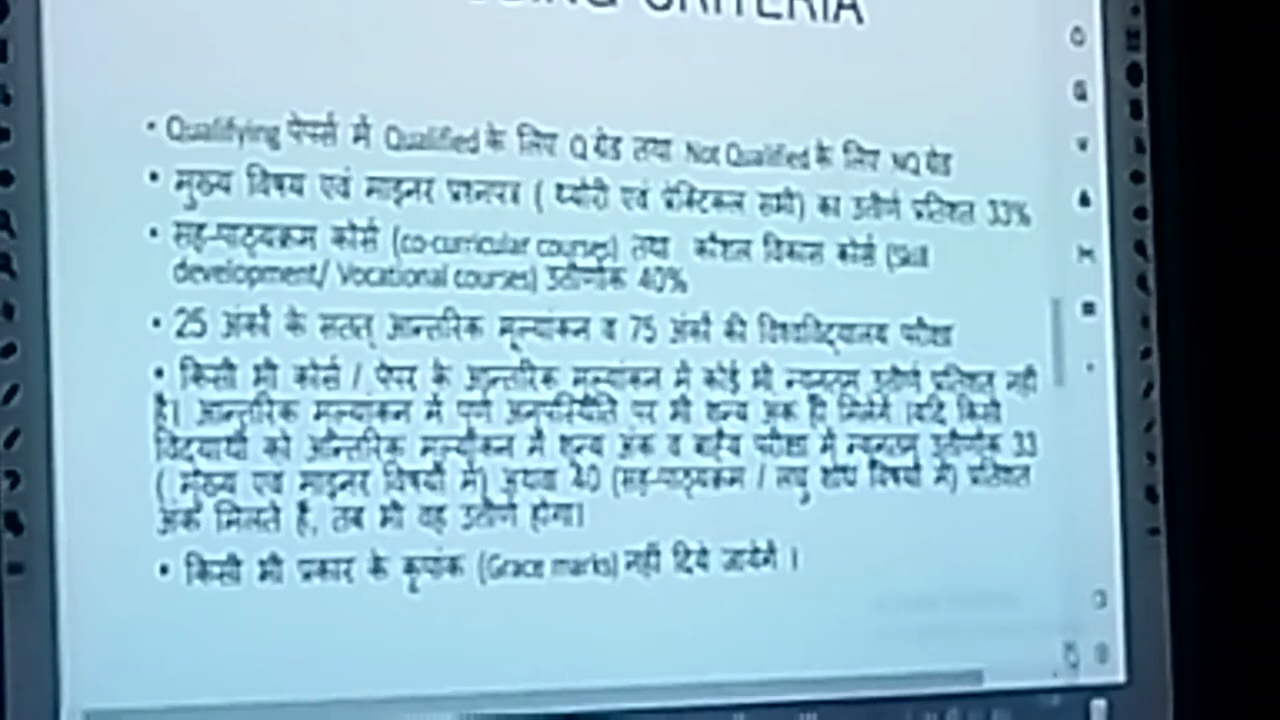 CRITERIA
• Qualifying पेपर्स में Qualified के लिए Q ग्रेड तथा Not Qualified के लिए NQ ग्रेड
• मुख्य विषय एवं माइनर प्रश्नपत्र ( थ्योरी एवं प्रैक्टिकल सभी) का उत्तीर्ण प्रतिशत 33%
• सह-पाठ्यक्रम कोर्स (co-curricular courses) तथा कौशल विकास कोर्स (Skill
development/ Vocational courses) उत्तीर्णांक 40%
• 25 अंकों के सतत् आन्तरिक मूल्यांकन व 75 अंकों की विश्वविद्यालय परीक्षा
• किसी भी कोर्स / पेपर के आन्तरिक मूल्यांकन में कोई भी न्यूनतम उत्तीर्ण प्रतिशत नहीं
है। आन्तरिक मूल्यांकन में पूर्ण अनुपस्थिति पर भी शून्य अंक ही मिलेंगे ।यदि किसी
विद्यार्थी को आन्तरिक मूल्यांकन में शून्य अंक व बाह्य परीक्षा में न्यूनतम उत्तीर्णांक 33
( मुख्य एवं माइनर विषयों में) अथवा 40 (सह-पाठ्यक्रम / लघु शोध विषयों में) प्रतिशत
अंक मिलते हैं, तब भी वह उत्तीर्ण होगा।
• किसी भी प्रकार के कृपांक (Grace marks) नहीं दिये जायेंगे ।